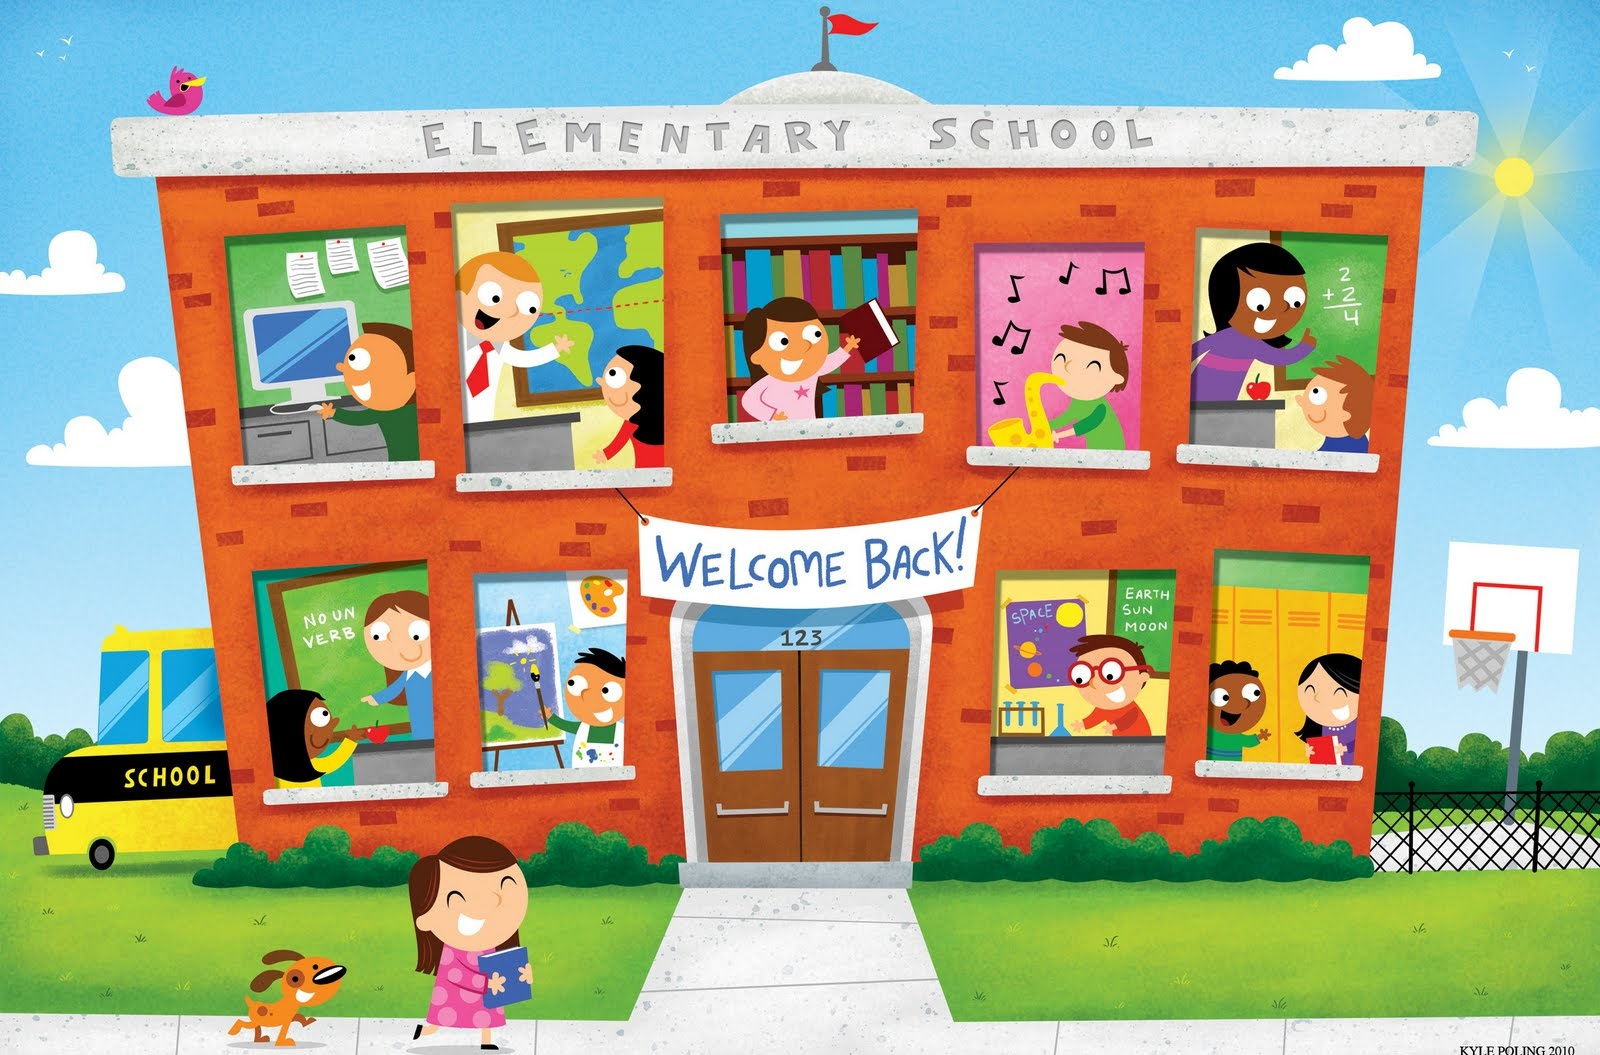 ELEMENTARY SCHOOL
2
+2
4
WELCOME BACK!
NOUN
VERB
123
SPACE
EARTH
SUN
MOON
SCHOOL
KYLE POLING 2010